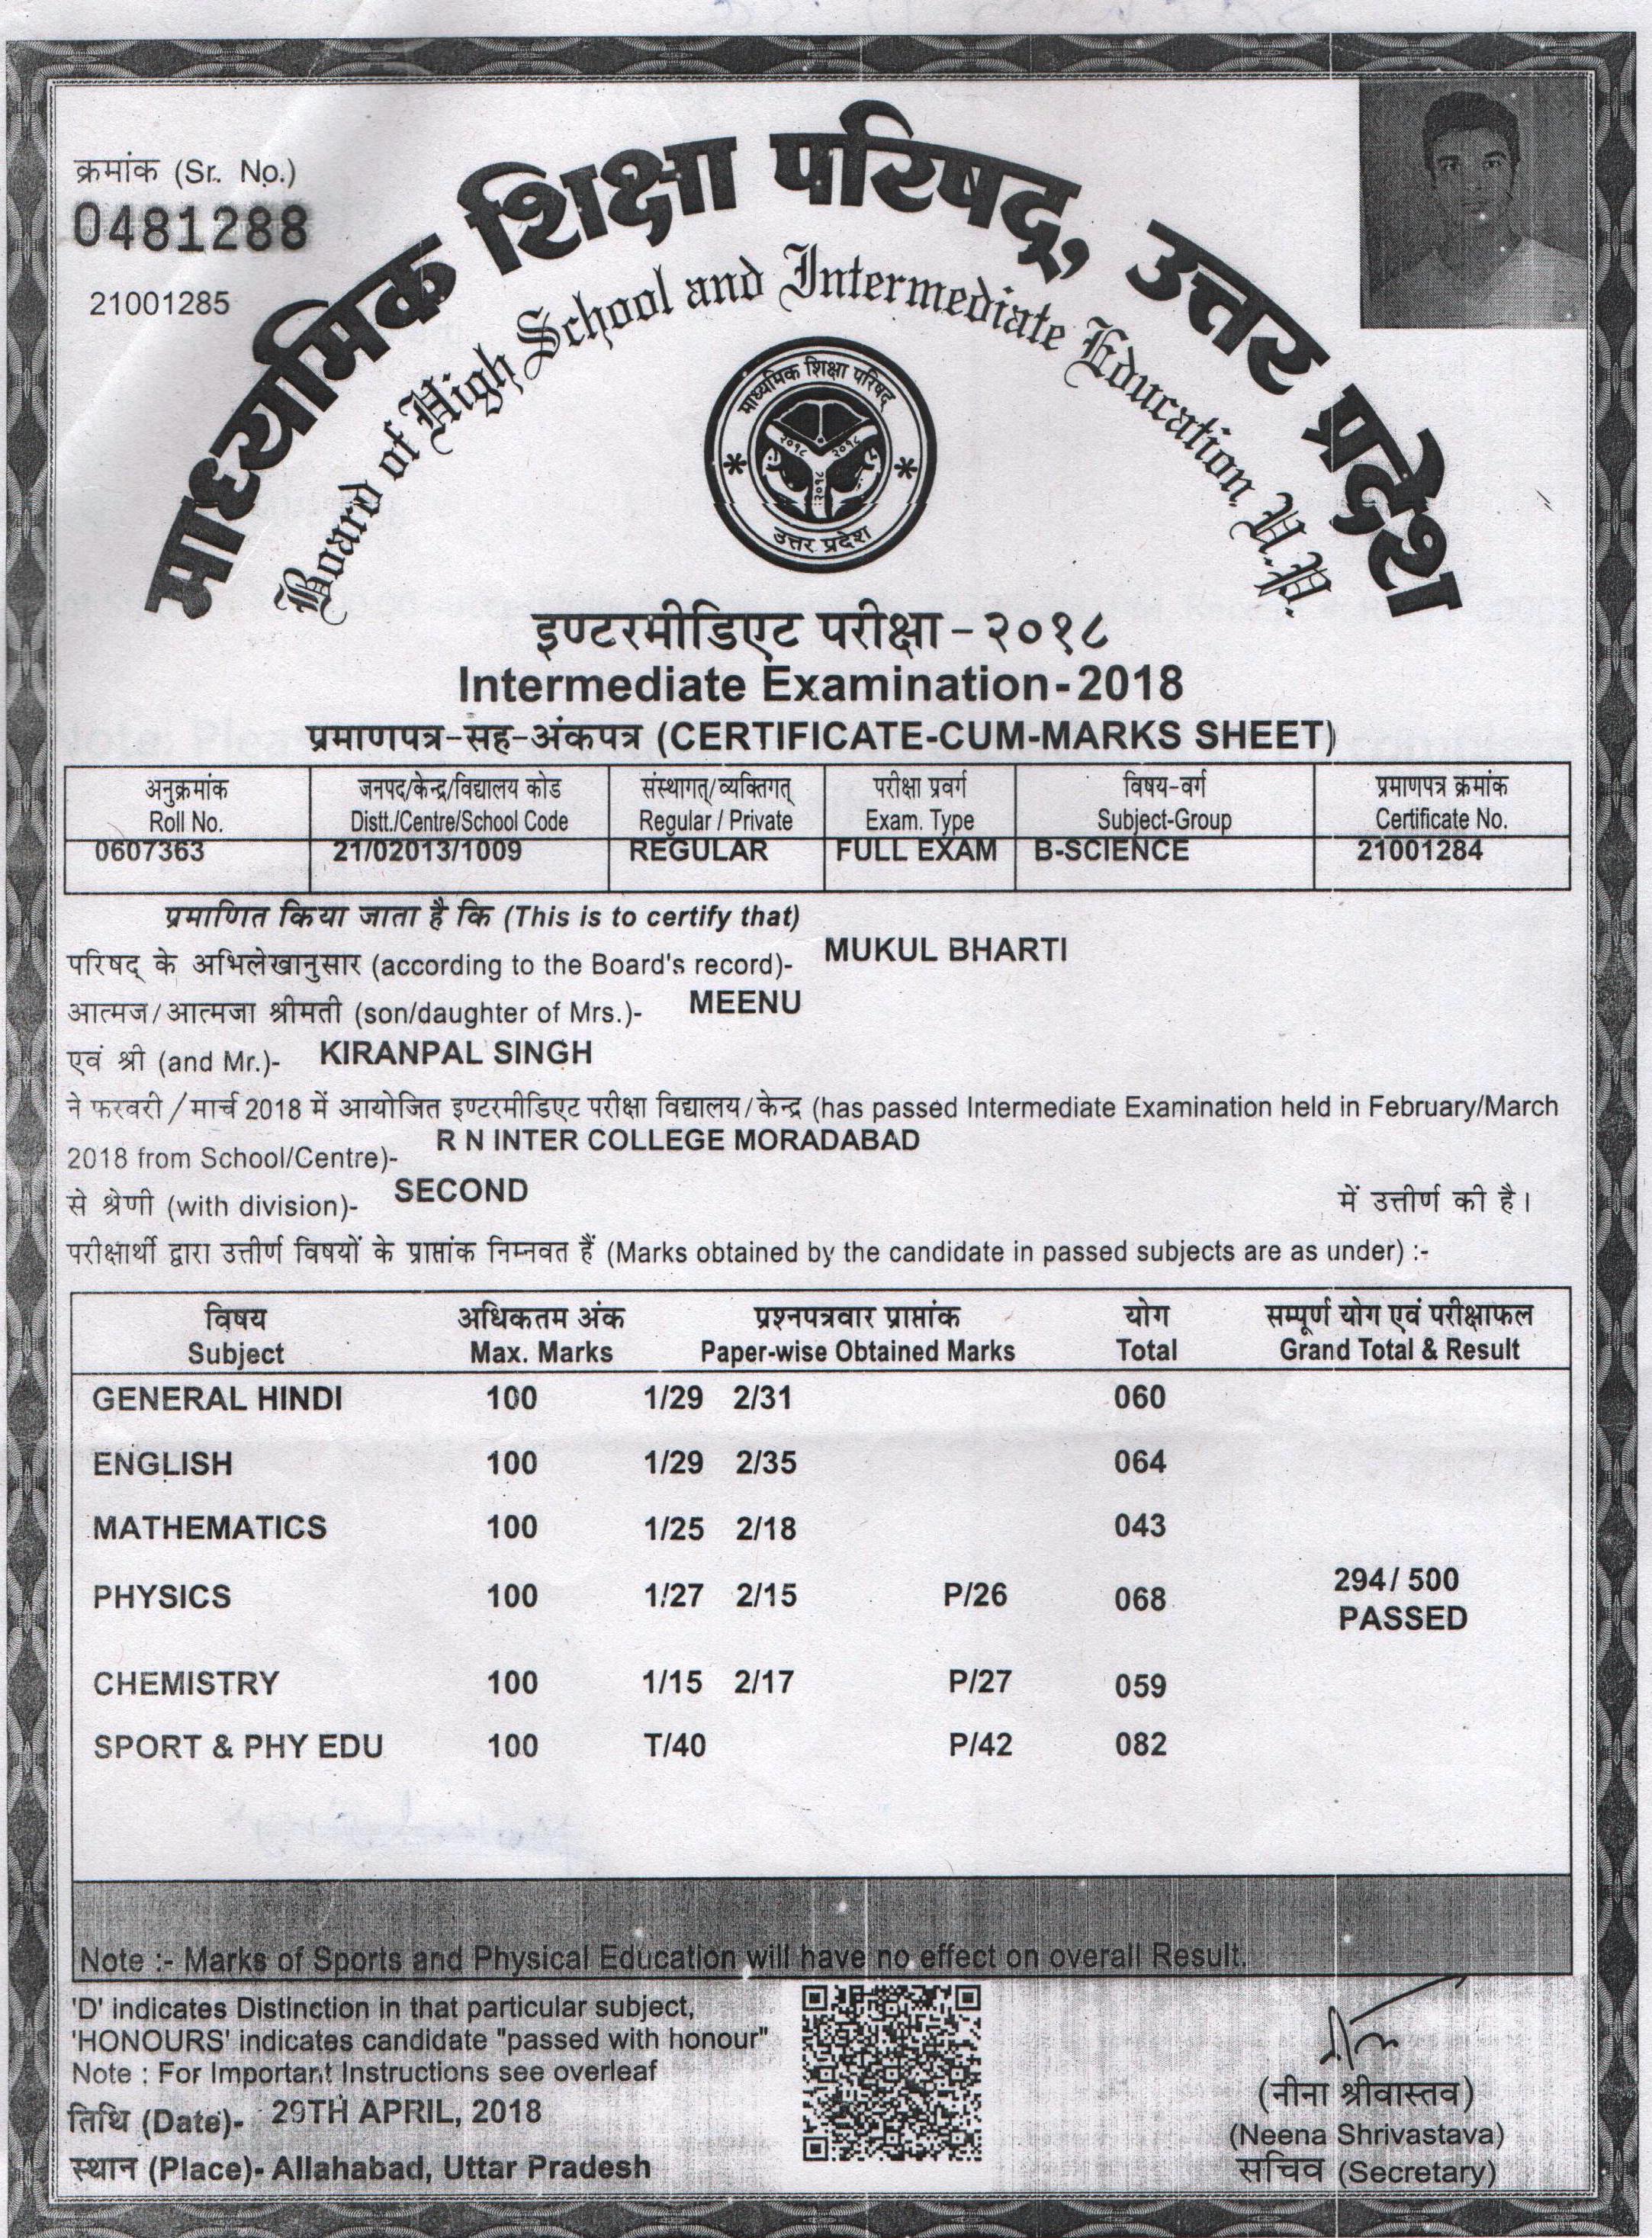 क्रमांक (Sr. No.)
0481288
21001285
माध्यमिक शिक्षा परिषद्, उत्तर प्रदेश
Board of High School and Intermediate Education, U.P.
माध्यमिक शिक्षा परिषद्
२०१८ २०१८
२०१८
उत्तर प्रदेश
इण्टरमीडिएट परीक्षा - २०१८
Intermediate Examination - 2018
प्रमाणपत्र-सह-अंकपत्र (CERTIFICATE-CUM-MARKS SHEET)
अनुक्रमांक जनपद/केन्द्र/विद्यालय कोड संस्थागत्/व्यक्तिगत् परीक्षा प्रवर्ग विषय-वर्ग प्रमाणपत्र क्रमांक
Roll No. Distt./Centre/School Code Regular / Private Exam. Type Subject-Group Certificate No.
0607363 21/02013/1009 REGULAR FULL EXAM B-SCIENCE 21001284
प्रमाणित किया जाता है कि (This is to certify that)
परिषद् के अभिलेखानुसार (according to the Board's record)- MUKUL BHARTI
आत्मज/आत्मजा श्रीमती (son/daughter of Mrs.)- MEENU
एवं श्री (and Mr.)- KIRANPAL SINGH
ने फरवरी/मार्च 2018 में आयोजित इण्टरमीडिएट परीक्षा विद्यालय/केन्द्र (has passed Intermediate Examination held in February/March
2018 from School/Centre)- R N INTER COLLEGE MORADABAD
से श्रेणी (with division)- SECOND में उत्तीर्ण की है।
परीक्षार्थी द्वारा उत्तीर्ण विषयों के प्राप्तांक निम्नवत हैं (Marks obtained by the candidate in passed subjects are as under) :-
विषय अधिकतम अंक प्रश्नपत्रवार प्राप्तांक योग सम्पूर्ण योग एवं परीक्षाफल
Subject Max. Marks Paper-wise Obtained Marks Total Grand Total & Result
GENERAL HINDI 100 1/29 2/31 060
ENGLISH 100 1/29 2/35 064
MATHEMATICS 100 1/25 2/18 043
PHYSICS 100 1/27 2/15 P/26 068 294/ 500
PASSED
CHEMISTRY 100 1/15 2/17 P/27 059
SPORT & PHY EDU 100 T/40 P/42 082
Note :- Marks of Sports and Physical Education will have no effect on overall Result.
'D' indicates Distinction in that particular subject,
'HONOURS' indicates candidate "passed with honour"
Note : For Important Instructions see overleaf
तिथि (Date)- 29TH APRIL, 2018
स्थान (Place)- Allahabad, Uttar Pradesh
(नीना श्रीवास्तव)
(Neena Shrivastava)
सचिव (Secretary)